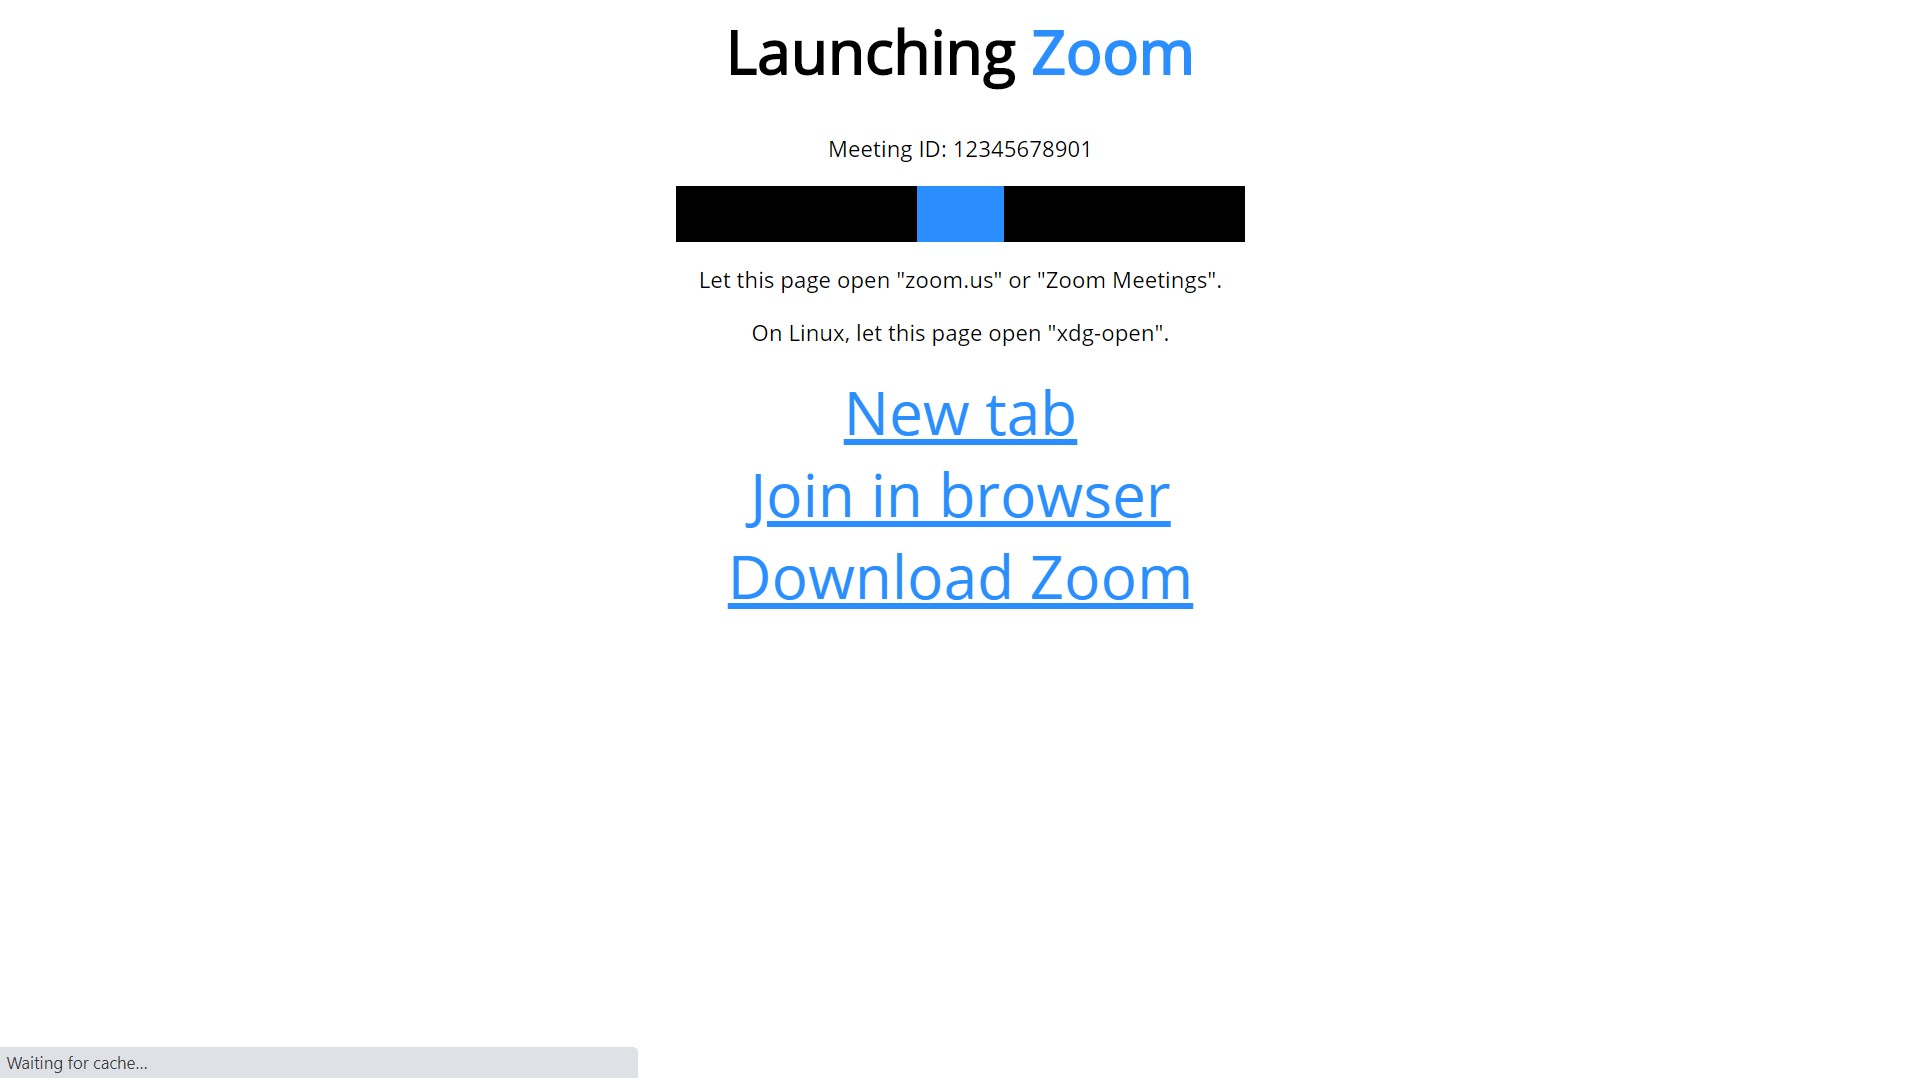 Launching Zoom
Meeting ID: 12345678901
Let this page open "zoom.us" or "Zoom Meetings".
On Linux, let this page open "xdg-open".
New tab
Join in browser
Download Zoom
Waiting for cache...